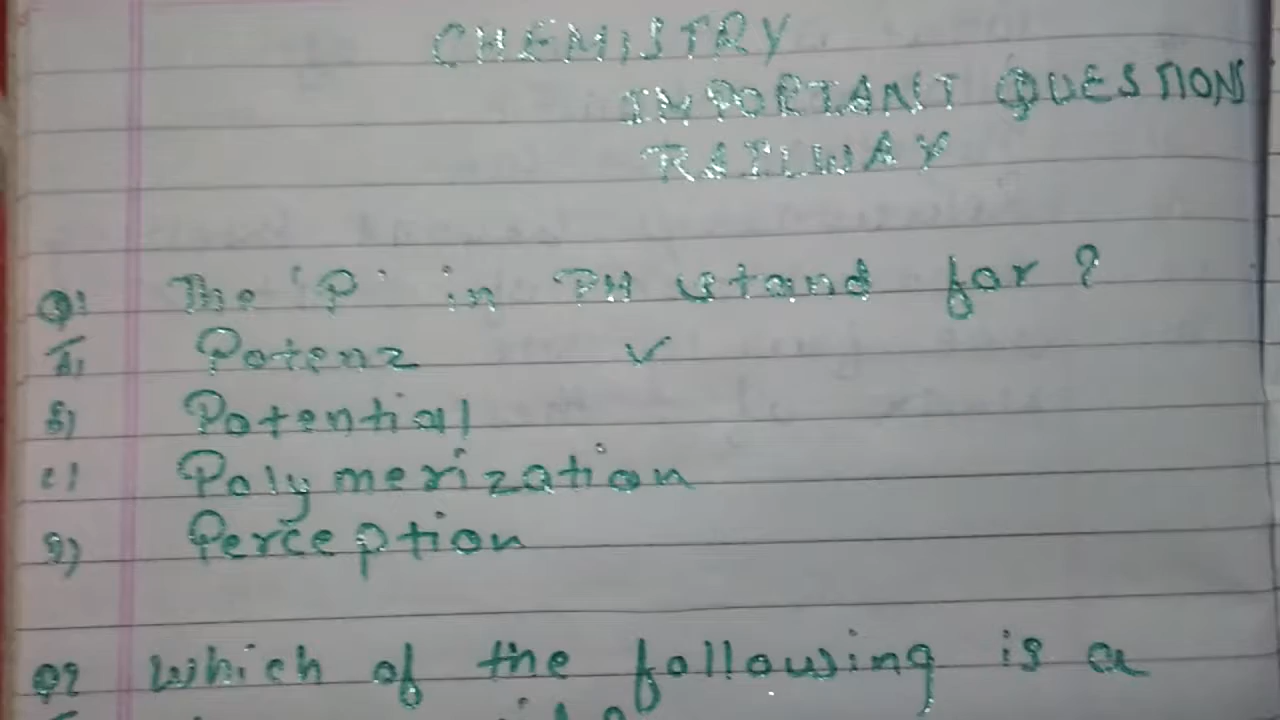 CHEMISTRY
IMPORTANT QUESTIONS
RAILWAY
Q1 The 'P' in PH stand for ?
A) Potenz ✓
B) Potential
C) Polymerization
D) Perception
Q2 Which of the following is a